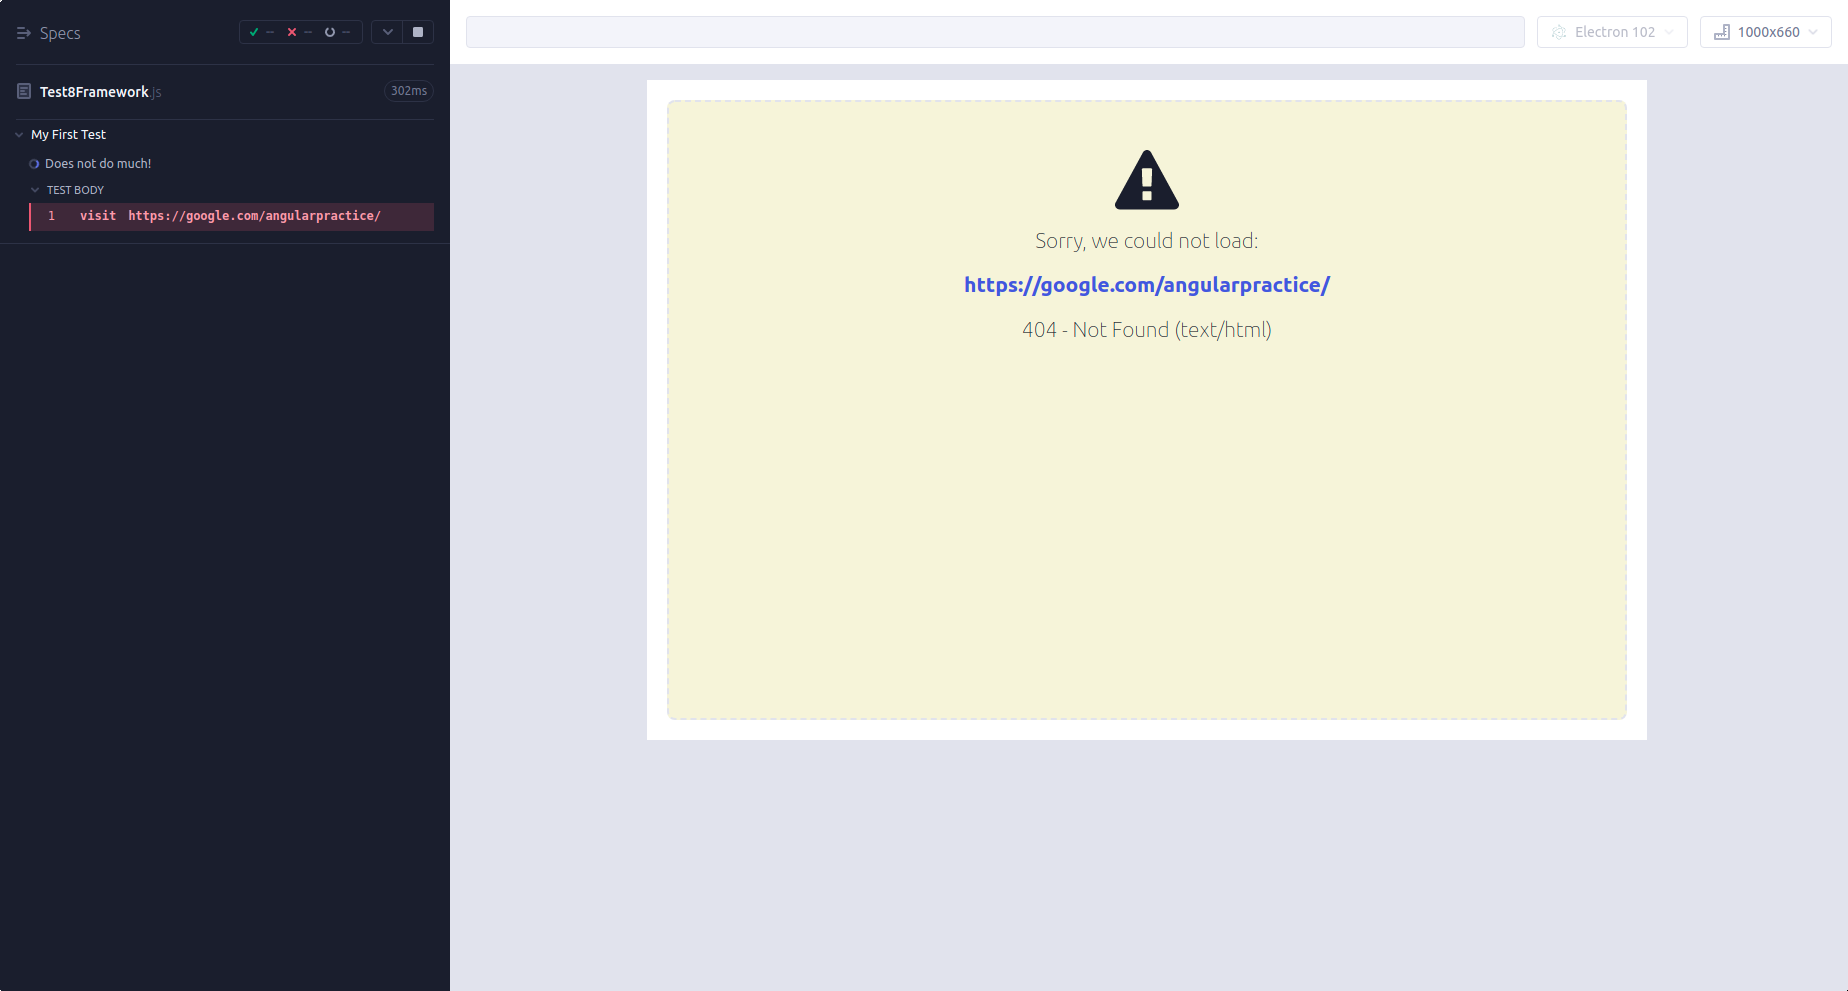 Specs
-- -- --
Electron 102
1000x660
Test8Framework.js
302ms
My First Test
Does not do much!
TEST BODY
1 visit https://google.com/angularpractice/
Sorry, we could not load:
https://google.com/angularpractice/
404 - Not Found (text/html)